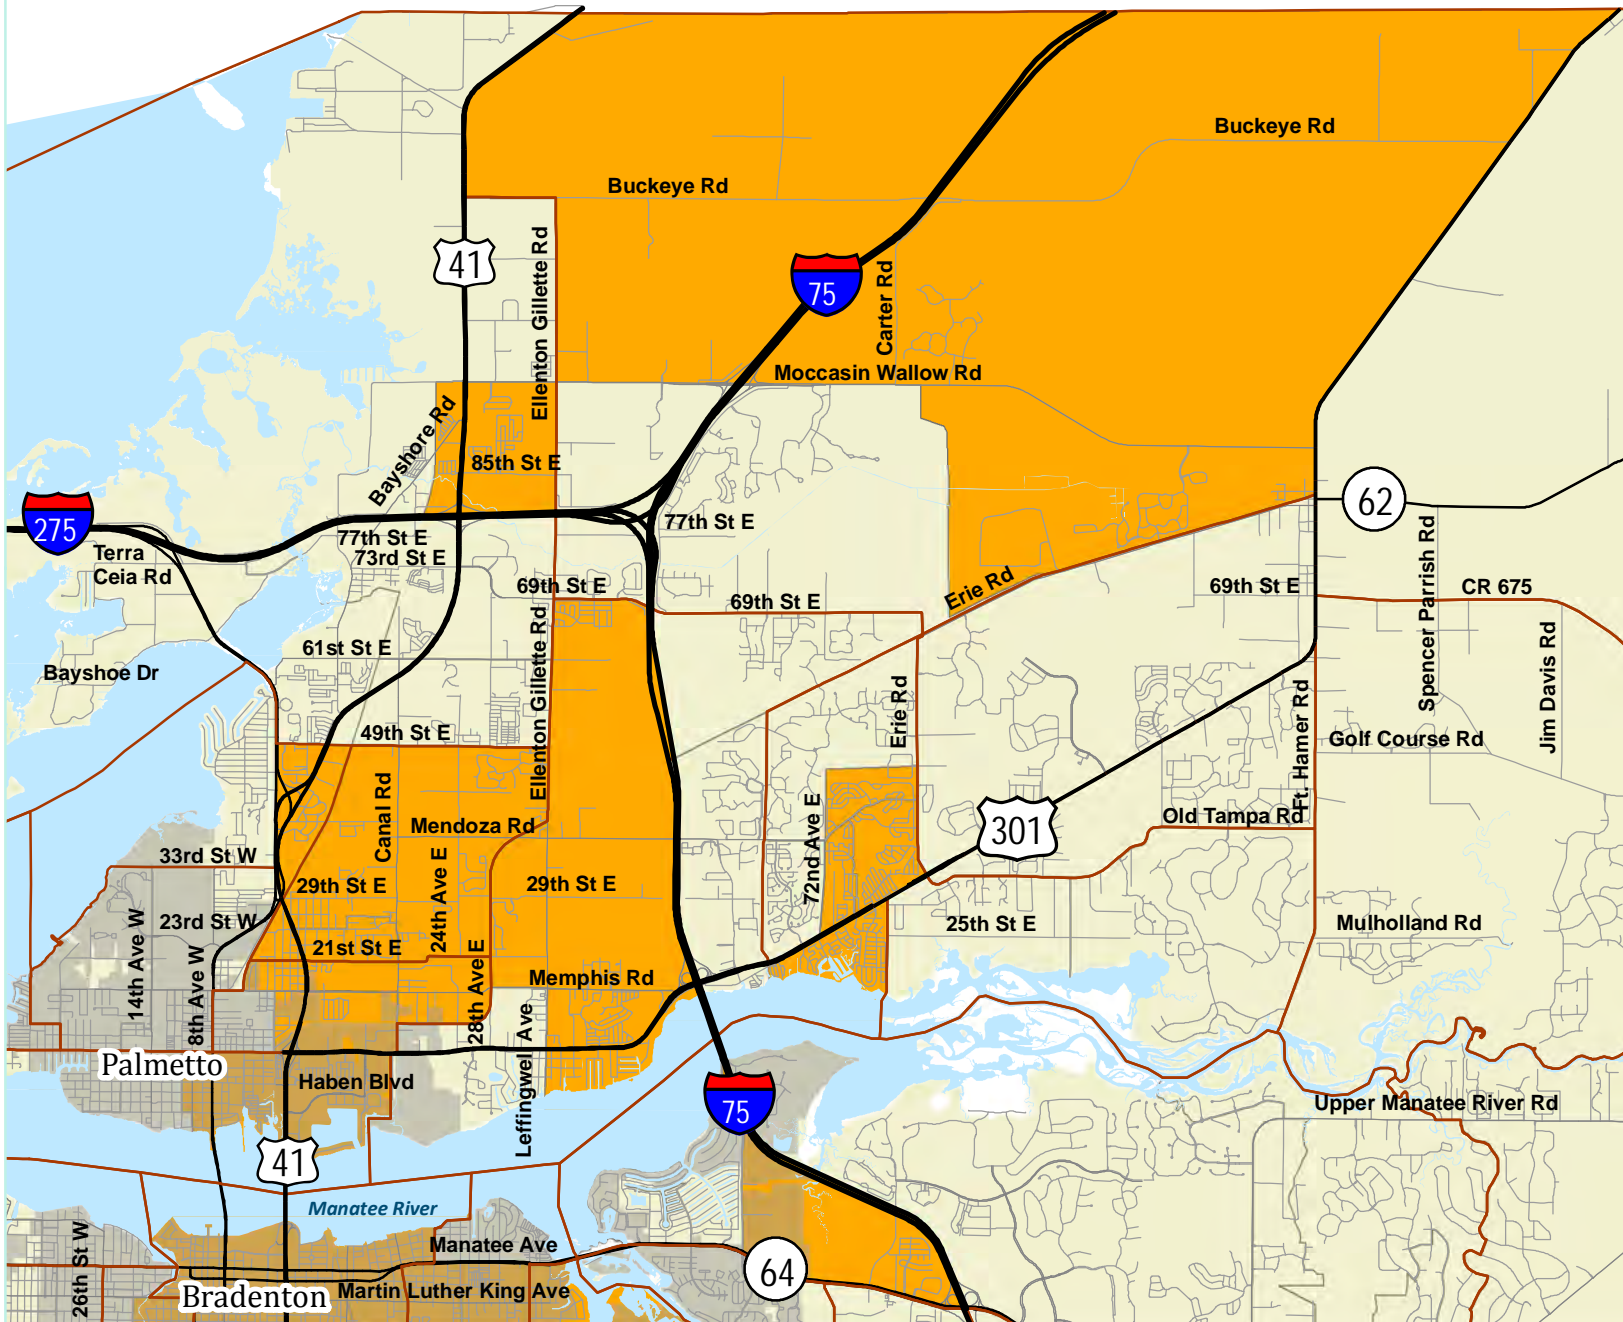 Buckeye Rd
Buckeye Rd
41
Ellenton Gillette Rd
75
Carter Rd
Moccasin Wallow Rd
Bayshore Rd
85th St E
62
275
77th St E
77th St E
Terra
Ceia Rd
73rd St E
69th St E
69th St E
Erie Rd
69th St E
CR 675
Spencer Parrish Rd
61st St E
Bayshoe Dr
Ellenton Gillette Rd
Erie Rd
Ft. Hamer Rd
Jim Davis Rd
49th St E
Golf Course Rd
Canal Rd
Mendoza Rd
301
Old Tampa Rd
33rd St W
29th St E
24th Ave E
29th St E
72nd Ave E
23rd St W
14th Ave W
8th Ave W
21st St E
28th Ave E
25th St E
Mulholland Rd
Memphis Rd
Leffingwel Ave
Palmetto
Haben Blvd
75
Upper Manatee River Rd
41
Manatee River
26th St W
Manatee Ave
64
Bradenton
Martin Luther King Ave